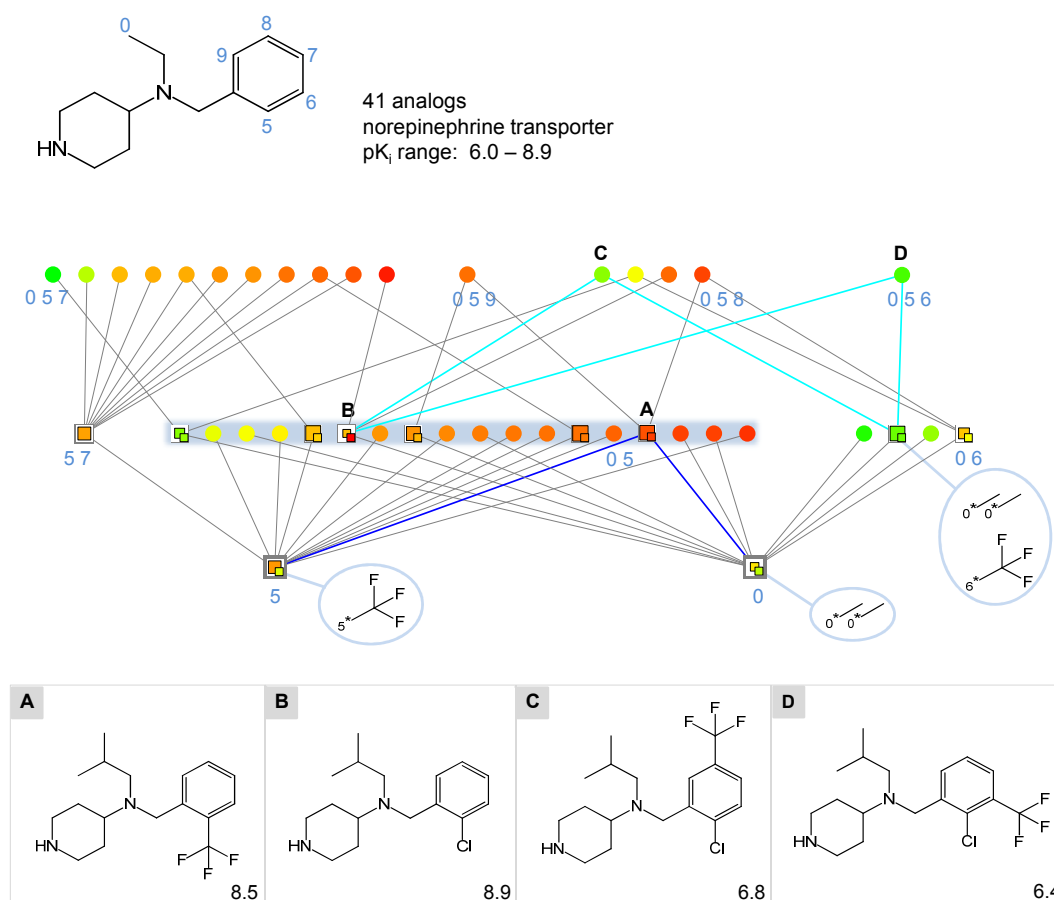 0
8
9
7
N
6
5
HN
41 analogs
norepinephrine transporter
pKi range: 6.0 – 8.9
C
D
0 5 7
0 5 9
0 5 8
0 5 6
B
A
5 7
0 5
0 6
0* 0*
F
F
6* F
5
F
F
5* F
0
0* 0*
A
N
HN
F F
F
8.5
B
N
HN
Cl
8.9
C
F
F F
N
HN
Cl
6.8
D
N
F
F
HN
Cl F
6.4